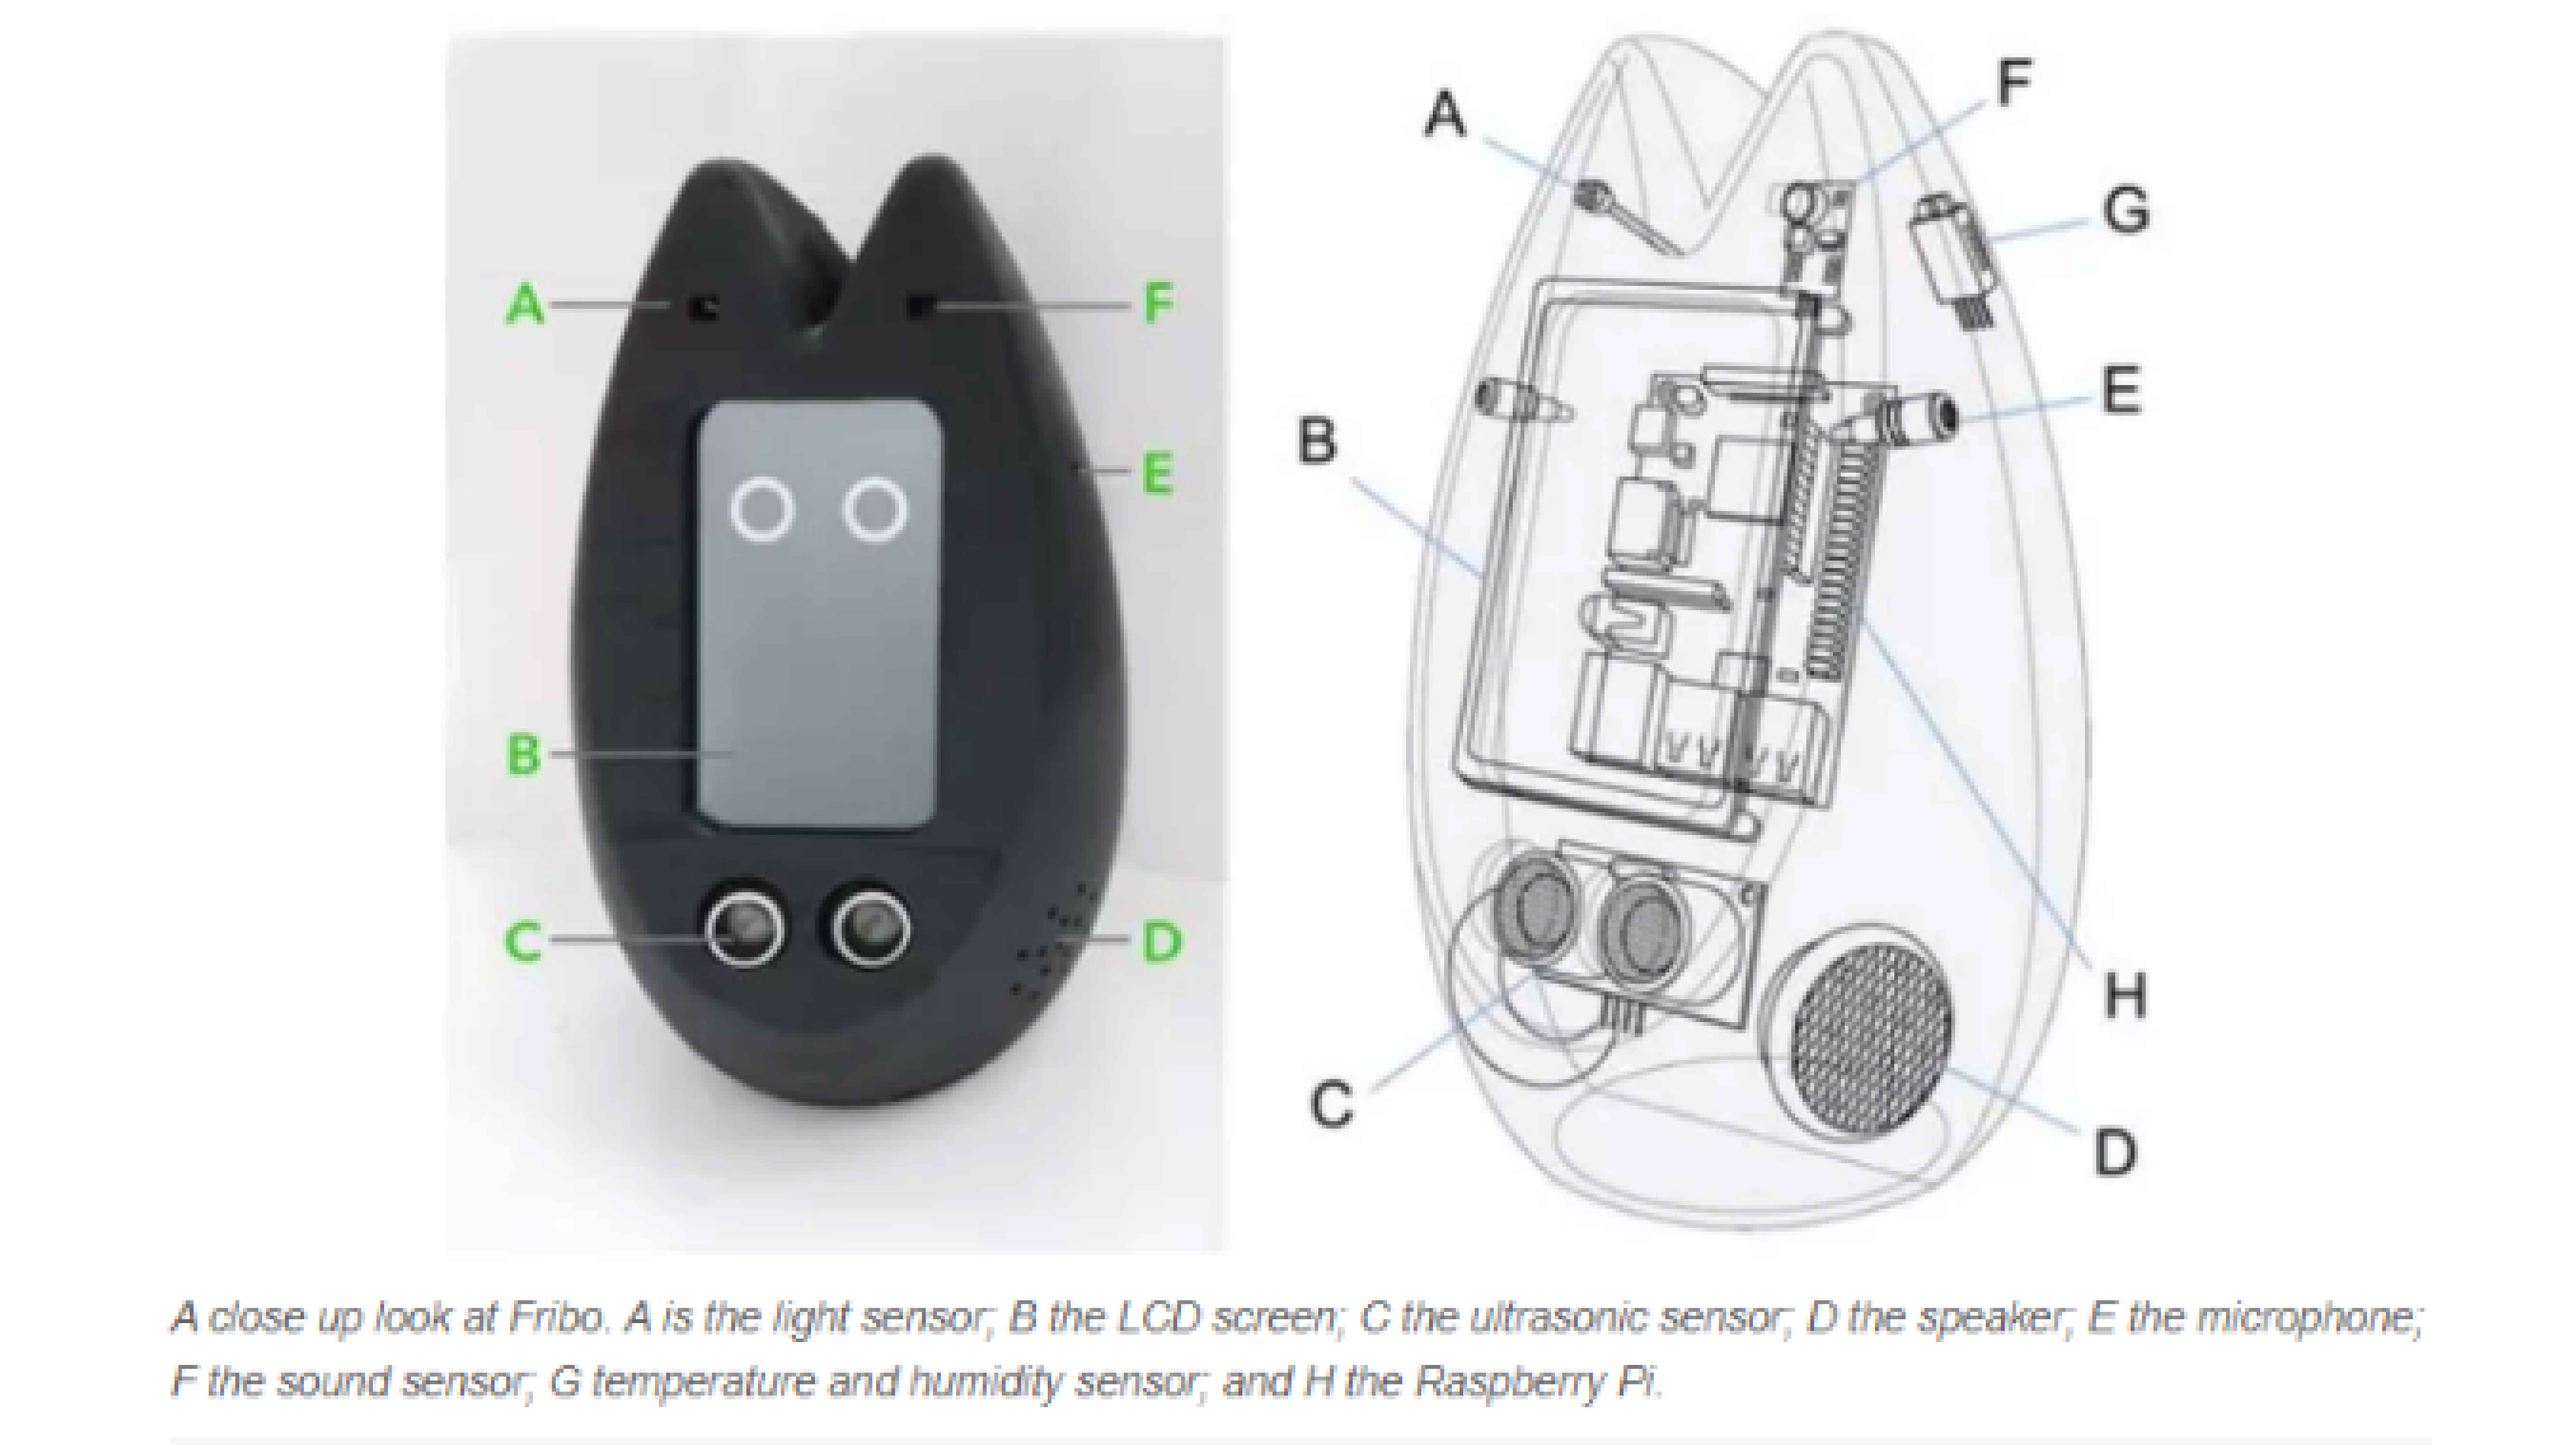 A
F
E
B
C
D
A
F
G
E
B
H
C
D
A close up look at Fribo. A is the light sensor; B the LCD screen; C the ultrasonic sensor; D the speaker; E the microphone;
F the sound sensor; G temperature and humidity sensor; and H the Raspberry Pi.